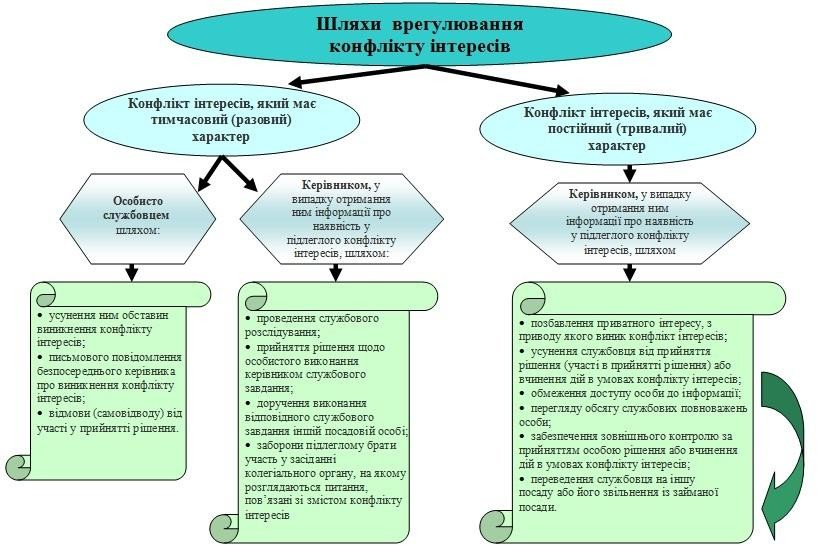 Шляхи врегулювання
конфлікту інтересів
Конфлікт інтересів, який має
тимчасовий (разовий)
характер
Конфлікт інтересів, який має
постійний (тривалий)
характер
Особисто
службовцем
шляхом:
Керівником, у
випадку отримання
ним інформації про
наявність у
підлеглого конфлікту
інтересів, шляхом:
Керівником, у випадку
отримання ним
інформації про наявність
у підлеглого конфлікту
інтересів, шляхом
• усунення ним обставин
виникнення конфлікту
інтересів;
• письмового повідомлення
безпосереднього керівника
про виникнення конфлікту
інтересів;
• відмови (самовідводу) від
участі у прийнятті рішення.
• проведення службового
розслідування;
• прийняття рішення щодо
особистого виконання
керівником службового
завдання;
• доручення виконання
відповідного службового
завдання іншій посадовій особі;
• заборони підлеглому брати
участь у засіданні
колегіального органу, на якому
розглядаються питання,
пов’язані зі змістом конфлікту
інтересів
• позбавлення приватного інтересу, з
приводу якого виник конфлікт інтересів;
• усунення службовця від прийняття
рішення (участі в прийнятті рішення) або
вчинення дій в умовах конфлікту інтересів;
• обмеження доступу особи до інформації;
• перегляду обсягу службових повноважень
особи;
• забезпечення зовнішнього контролю за
прийняттям особою рішення або вчинення
дій в умовах конфлікту інтересів;
• переведення службовця на іншу
посаду або його звільнення із займаної
посади.